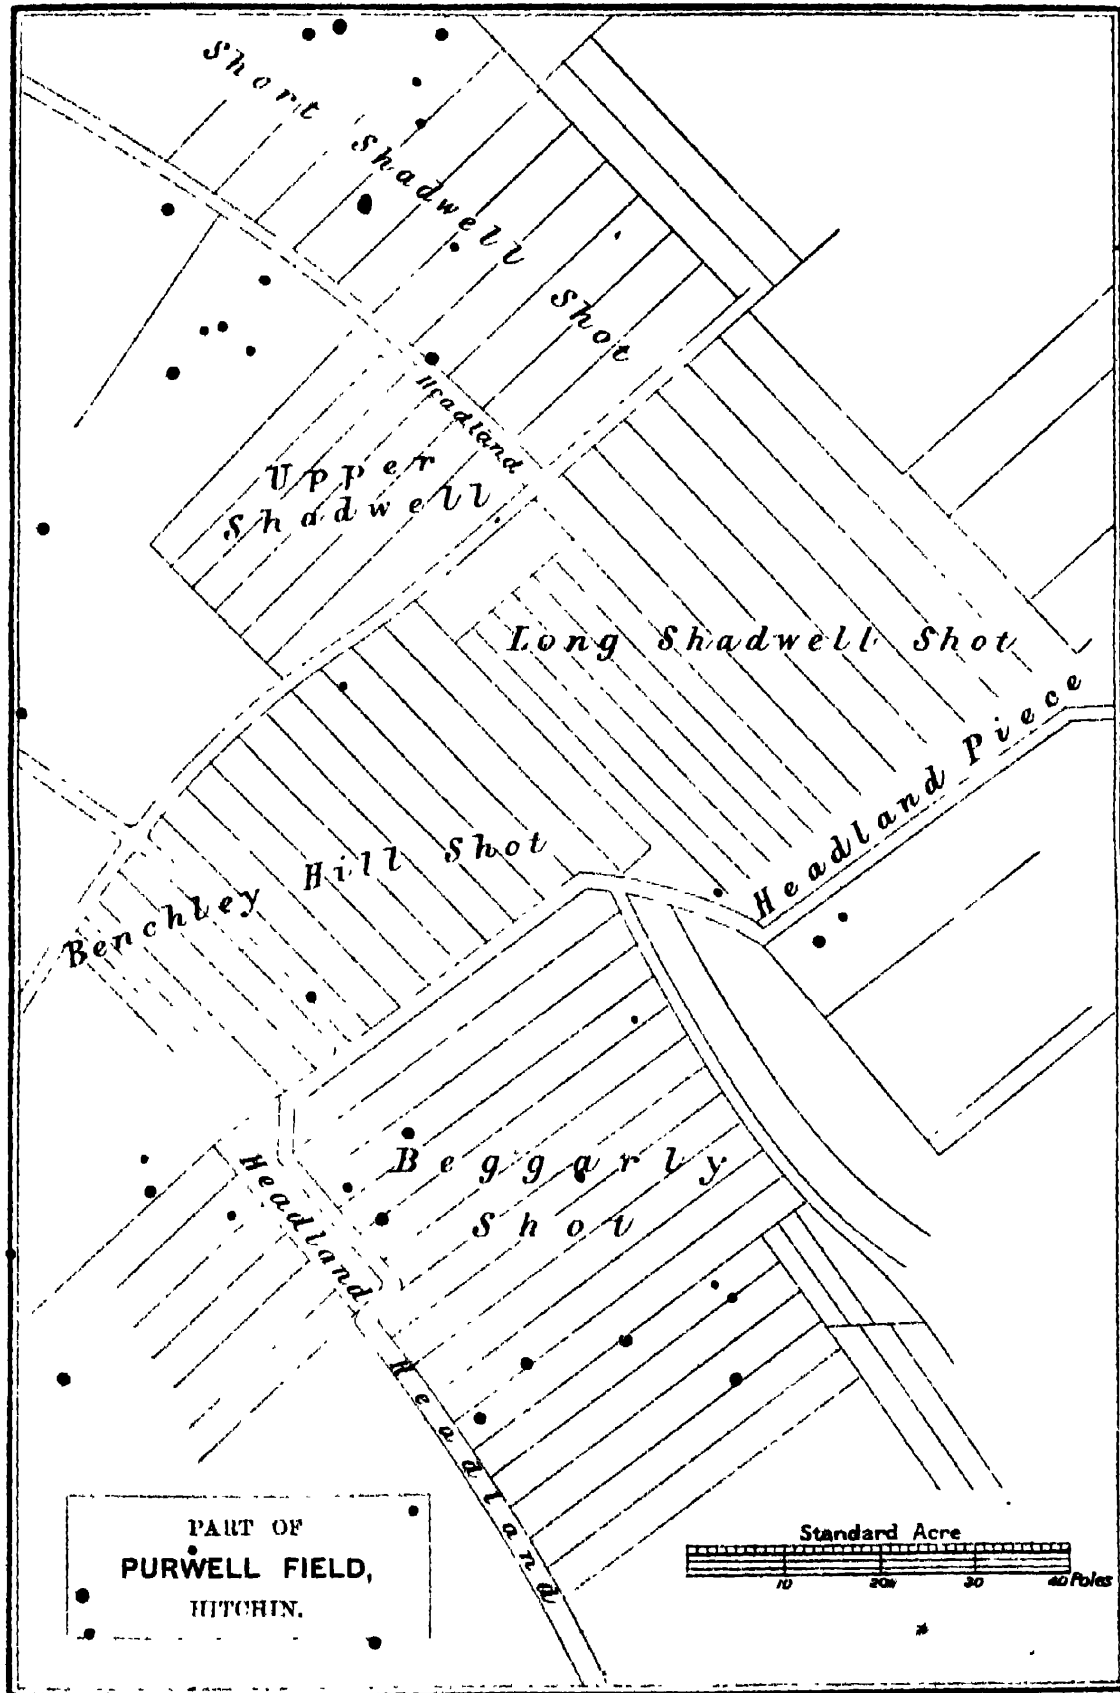 Short Shadwell Shot
Headland
Upper
Shadwell
Long Shadwell Shot
Headland Piece
Benchley Hill Shot
Beggarly
Shot
Headland
Headland
PART OF
PURWELL FIELD,
HITCHIN.
Standard Acre
10 20 30 40 Poles